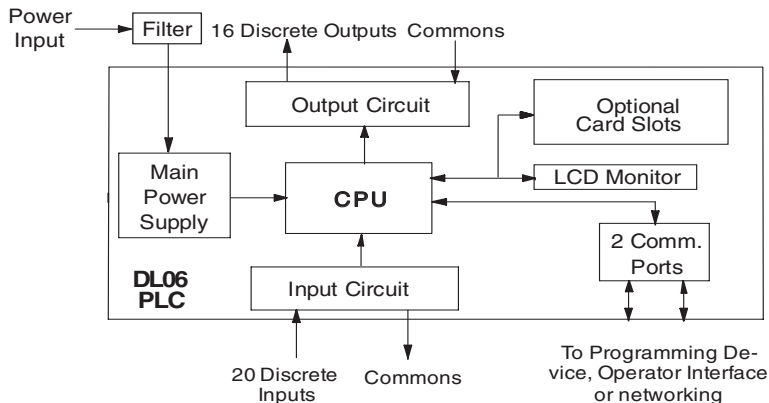 Power
Input
Filter
16 Discrete Outputs
Commons
Output Circuit
Optional
Card Slots
Main
Power
Supply
CPU
LCD Monitor
2 Comm.
Ports
DL06
PLC
Input Circuit
20 Discrete
Inputs
Commons
To Programming De-
vice, Operator Interface
or networking